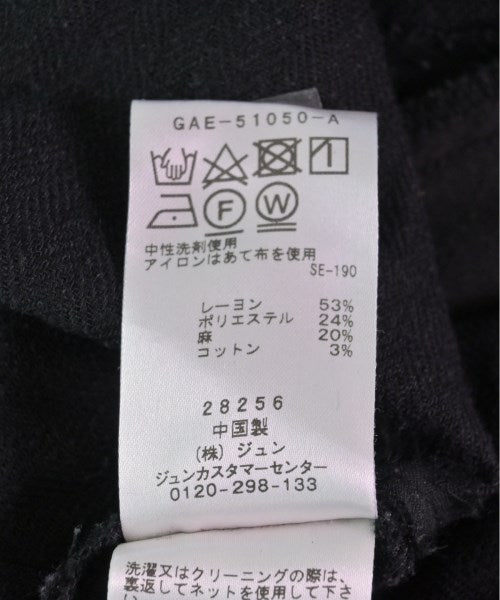 GAE-51050-A
F W
中性洗剤使用
アイロンはあて布を使用
SE-190
レーヨン 53%
ポリエステル 24%
麻 20%
コットン 3%
28256
中国製
(株) ジュン
ジュンカスタマーセンター
0120-298-133
洗濯又はクリーニングの際は、
裏返してネットを使用して下さ